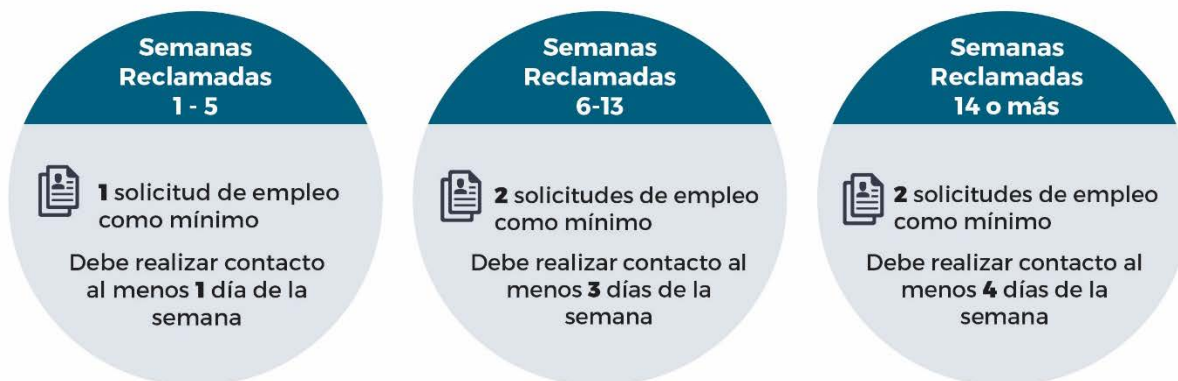 Semanas
Reclamadas
1 - 5
1 solicitud de empleo
como mínimo
Debe realizar contacto
al menos 1 día de la
semana
Semanas
Reclamadas
6-13
2 solicitudes de empleo
como mínimo
Debe realizar contacto al
menos 3 días de la
semana
Semanas
Reclamadas
14 o más
2 solicitudes de empleo
como mínimo
Debe realizar contacto al
menos 4 días de la
semana